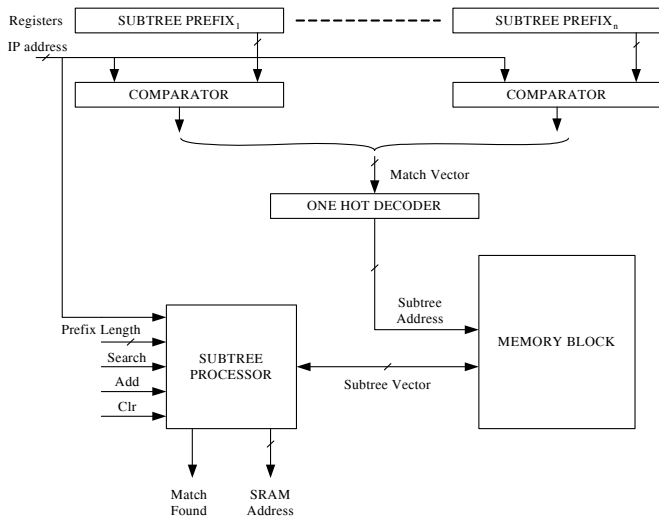 Registers
SUBTREE PREFIX1
SUBTREE PREFIXn
IP address
COMPARATOR
COMPARATOR
Match Vector
ONE HOT DECODER
Subtree
Address
MEMORY BLOCK
Prefix Length
Search
Add
Clr
SUBTREE
PROCESSOR
Subtree Vector
Match
Found
SRAM
Address